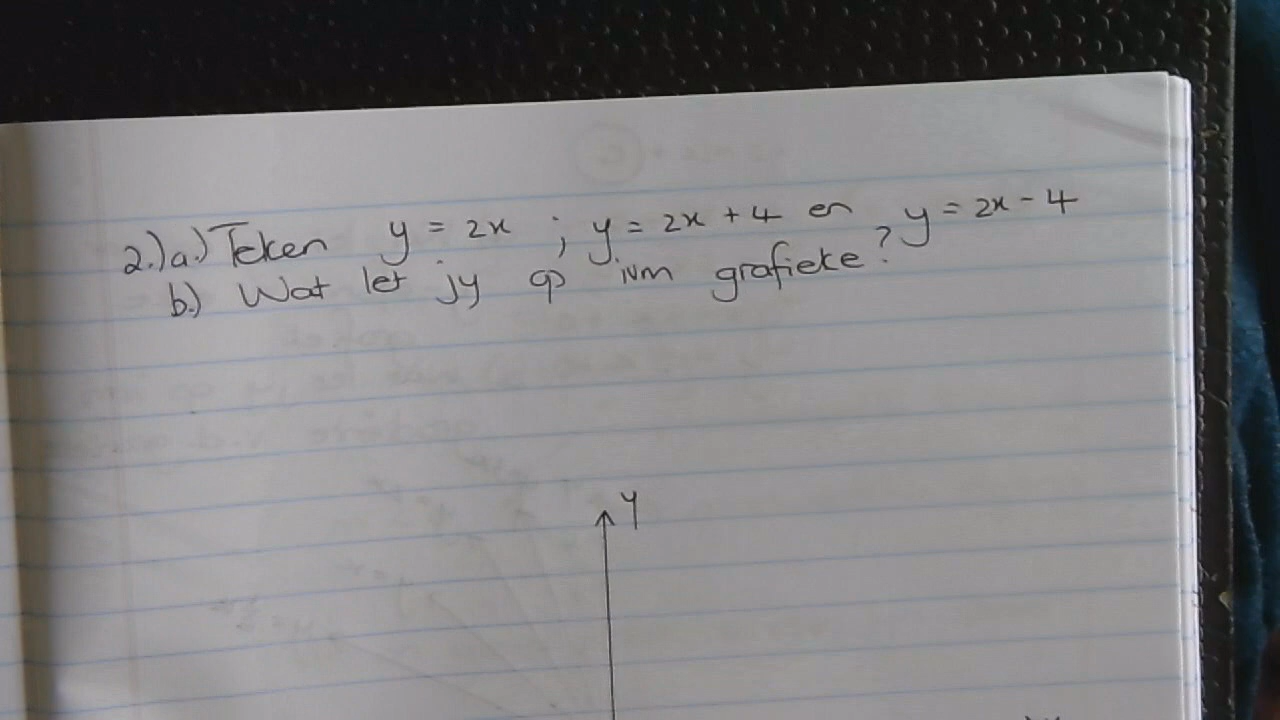 2.) a.) Teken y = 2x ; y = 2x + 4 en y = 2x - 4
b.) Wat let jy op ivm grafieke?
y